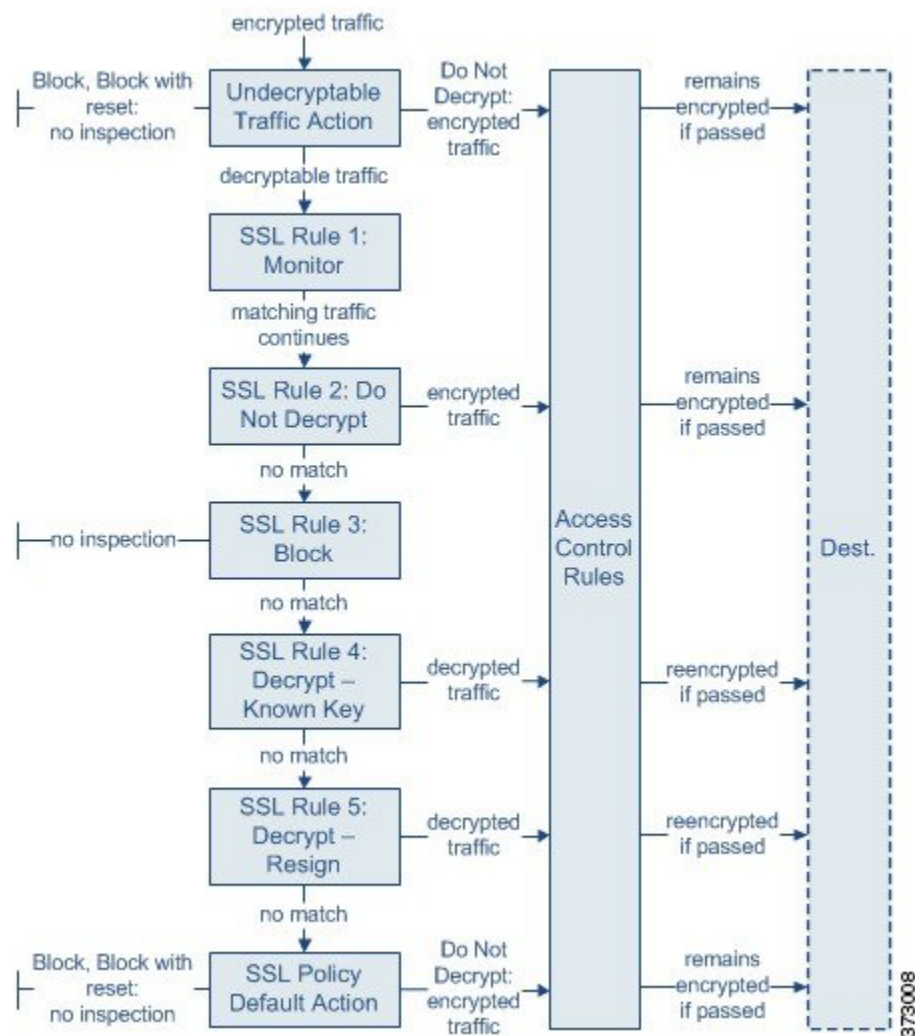 encrypted traffic
Block, Block with
reset:
no inspection
Undecryptable
Traffic Action
Do Not
Decrypt:
encrypted
traffic
remains
encrypted
if passed
decryptable traffic
SSL Rule 1:
Monitor
matching traffic
continues
SSL Rule 2: Do
Not Decrypt
encrypted
traffic
remains
encrypted
if passed
no match
no inspection
SSL Rule 3:
Block
Access
Control
Rules
Dest.
no match
SSL Rule 4:
Decrypt –
Known Key
decrypted
traffic
reencrypted
if passed
no match
SSL Rule 5:
Decrypt –
Resign
decrypted
traffic
reencrypted
if passed
no match
Block, Block with
reset:
no inspection
SSL Policy
Default Action
Do Not
Decrypt:
encrypted
traffic
remains
encrypted
if passed
73008